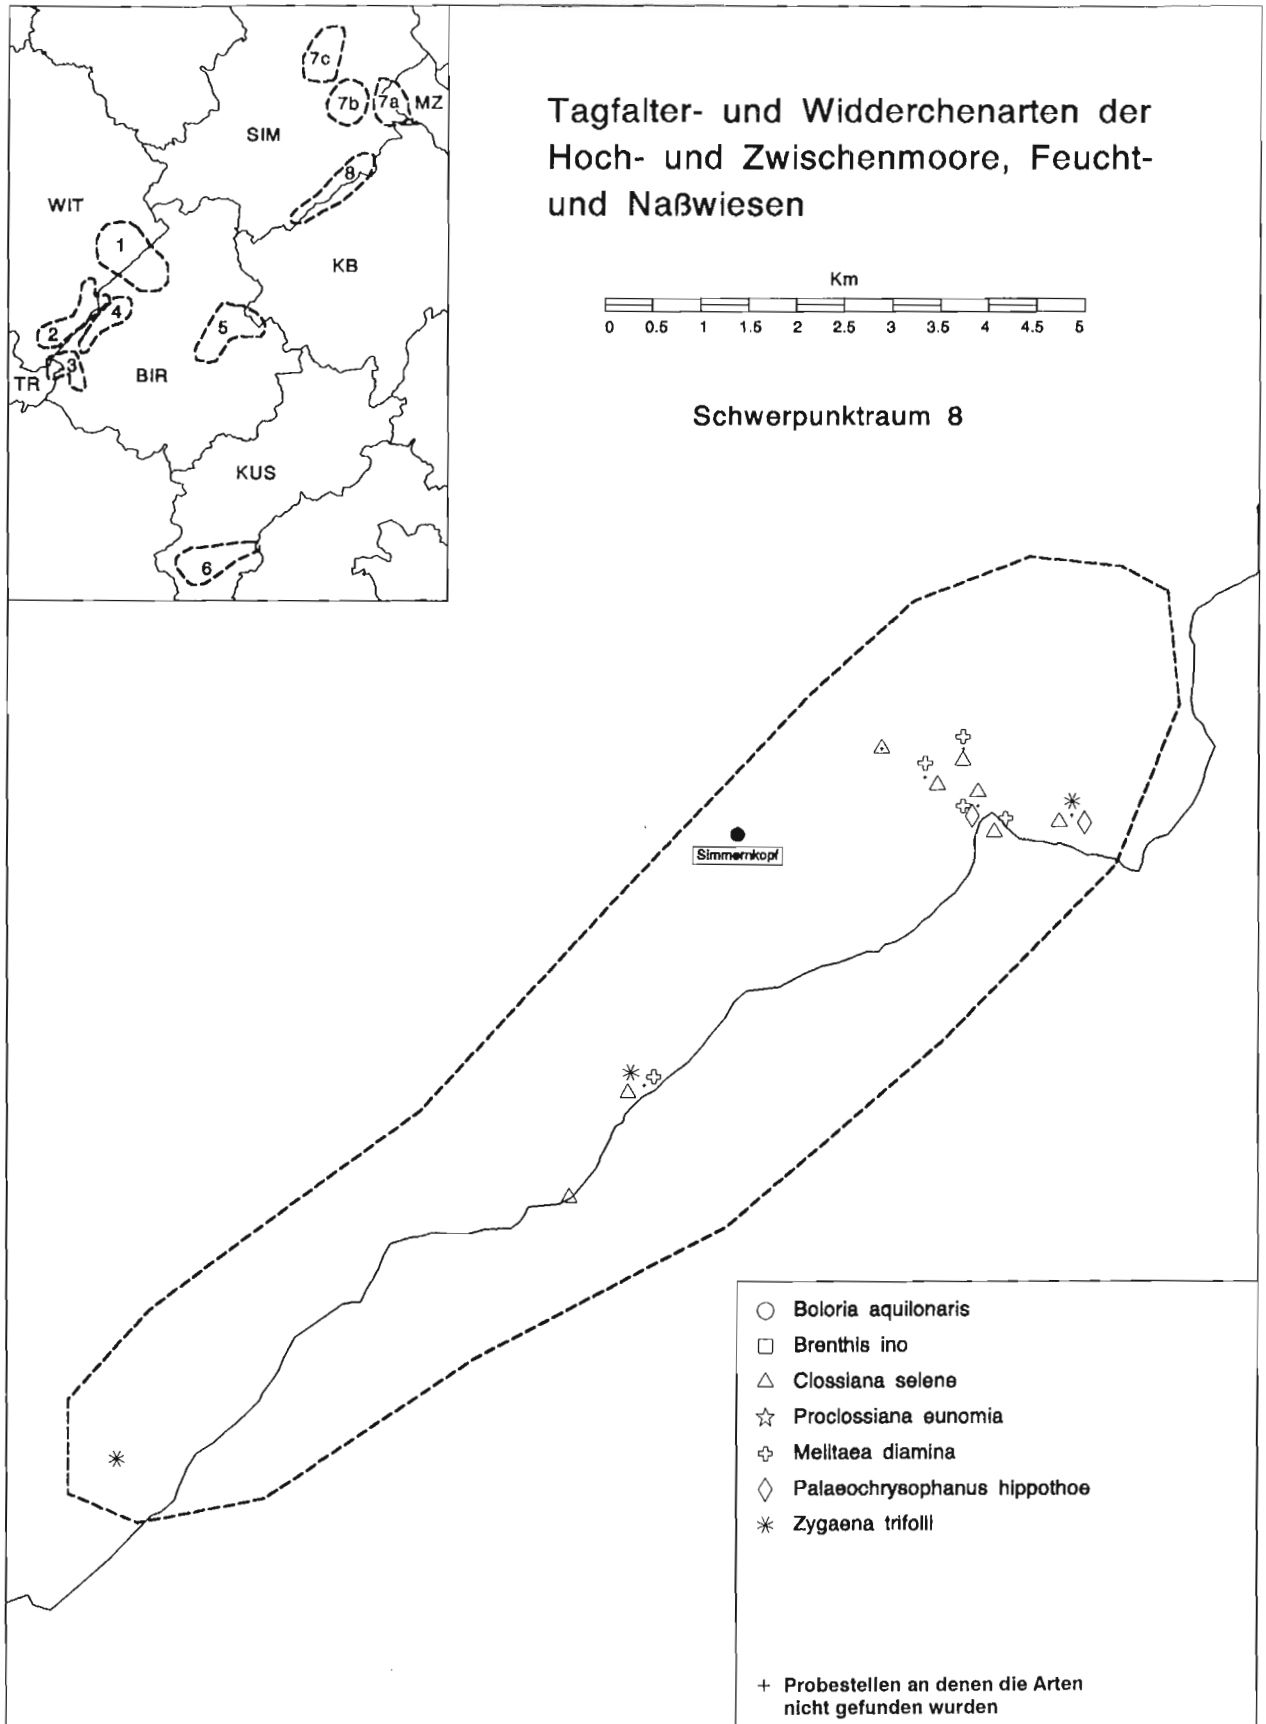 7c
7b
7a
MZ
SIM
8
WIT
1
KB
4
2
5
3
TR
BIR
KUS
6
Tagfalter- und Widderchenarten der
Hoch- und Zwischenmoore, Feucht-
und Naßwiesen
Km
0 0.5 1 1.5 2 2.5 3 3.5 4 4.5 5
Schwerpunktraum 8
Simmernkopf
Boloria aquilonaris
Brenthis ino
Clossiana selene
Proclossiana eunomia
Melitaea diamina
Palaeochrysophanus hippothoe
Zygaena trifolii
+ Probestellen an denen die Arten
nicht gefunden wurden